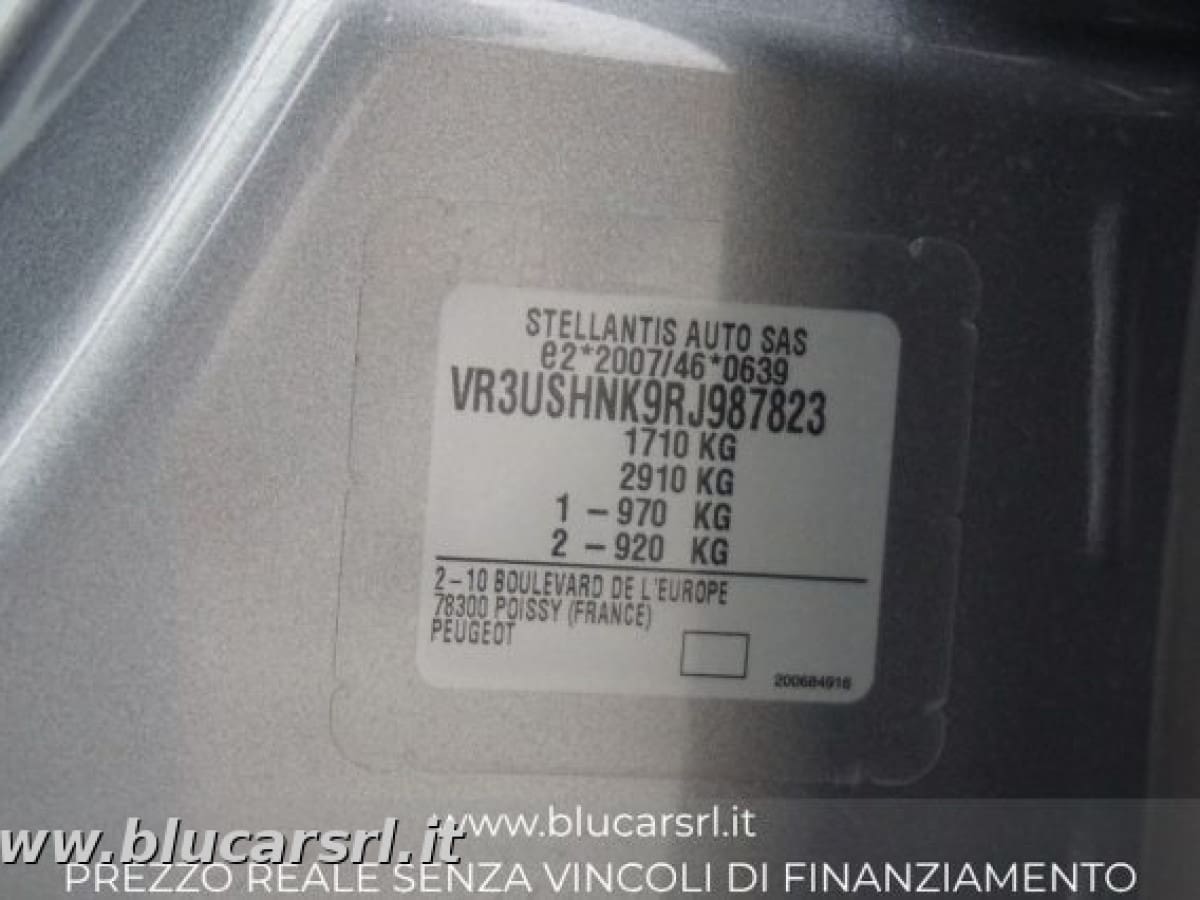 STELLANTIS AUTO SAS
e2*2007/46*0639
VR3USHNK9RJ987823
1710 KG
2910 KG
1 - 970 KG
2 - 920 KG
2-10 BOULEVARD DE L'EUROPE
78300 POISSY (FRANCE)
PEUGEOT
200684916
www.blucarsrl.it
ww.blucarsrl.it
PREZZO REALE SENZA VINCOLI DI FINANZIAMENTO